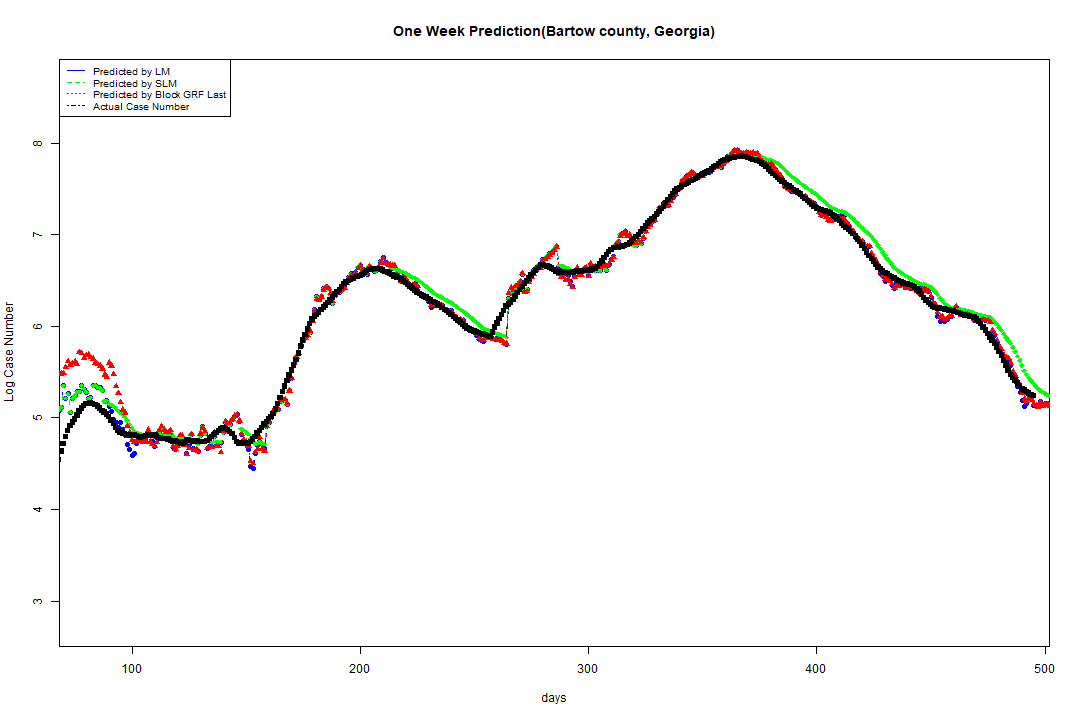 One Week Prediction(Bartow county, Georgia)
Predicted by LM
Predicted by SLM
Predicted by Block GRF Last
Actual Case Number
8
7
6
5
4
3
Log Case Number
100 200 300 400 500
days